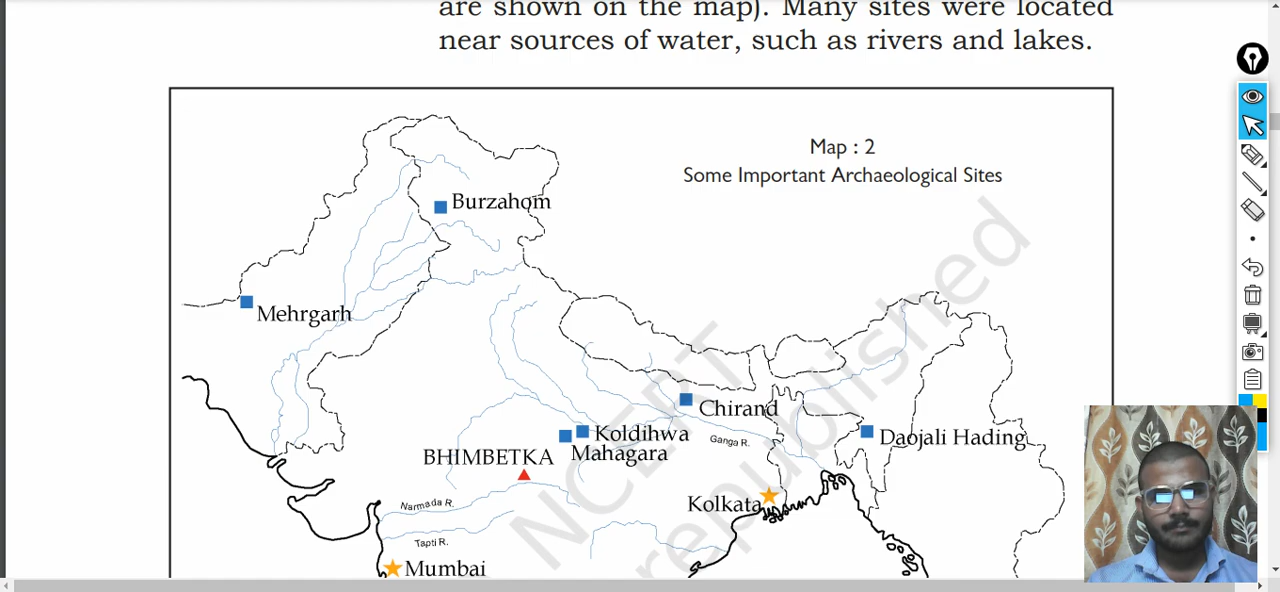 are shown on the map). Many sites were located
near sources of water, such as rivers and lakes.
Map : 2
Some Important Archaeological Sites
Burzahom
Mehrgarh
Chirand
Koldihwa
Ganga R.
Daojali Hading
Mahagara
BHIMBETKA
Kolkata
Narmada R.
Tapti R.
Mumbai
NCERT
republished